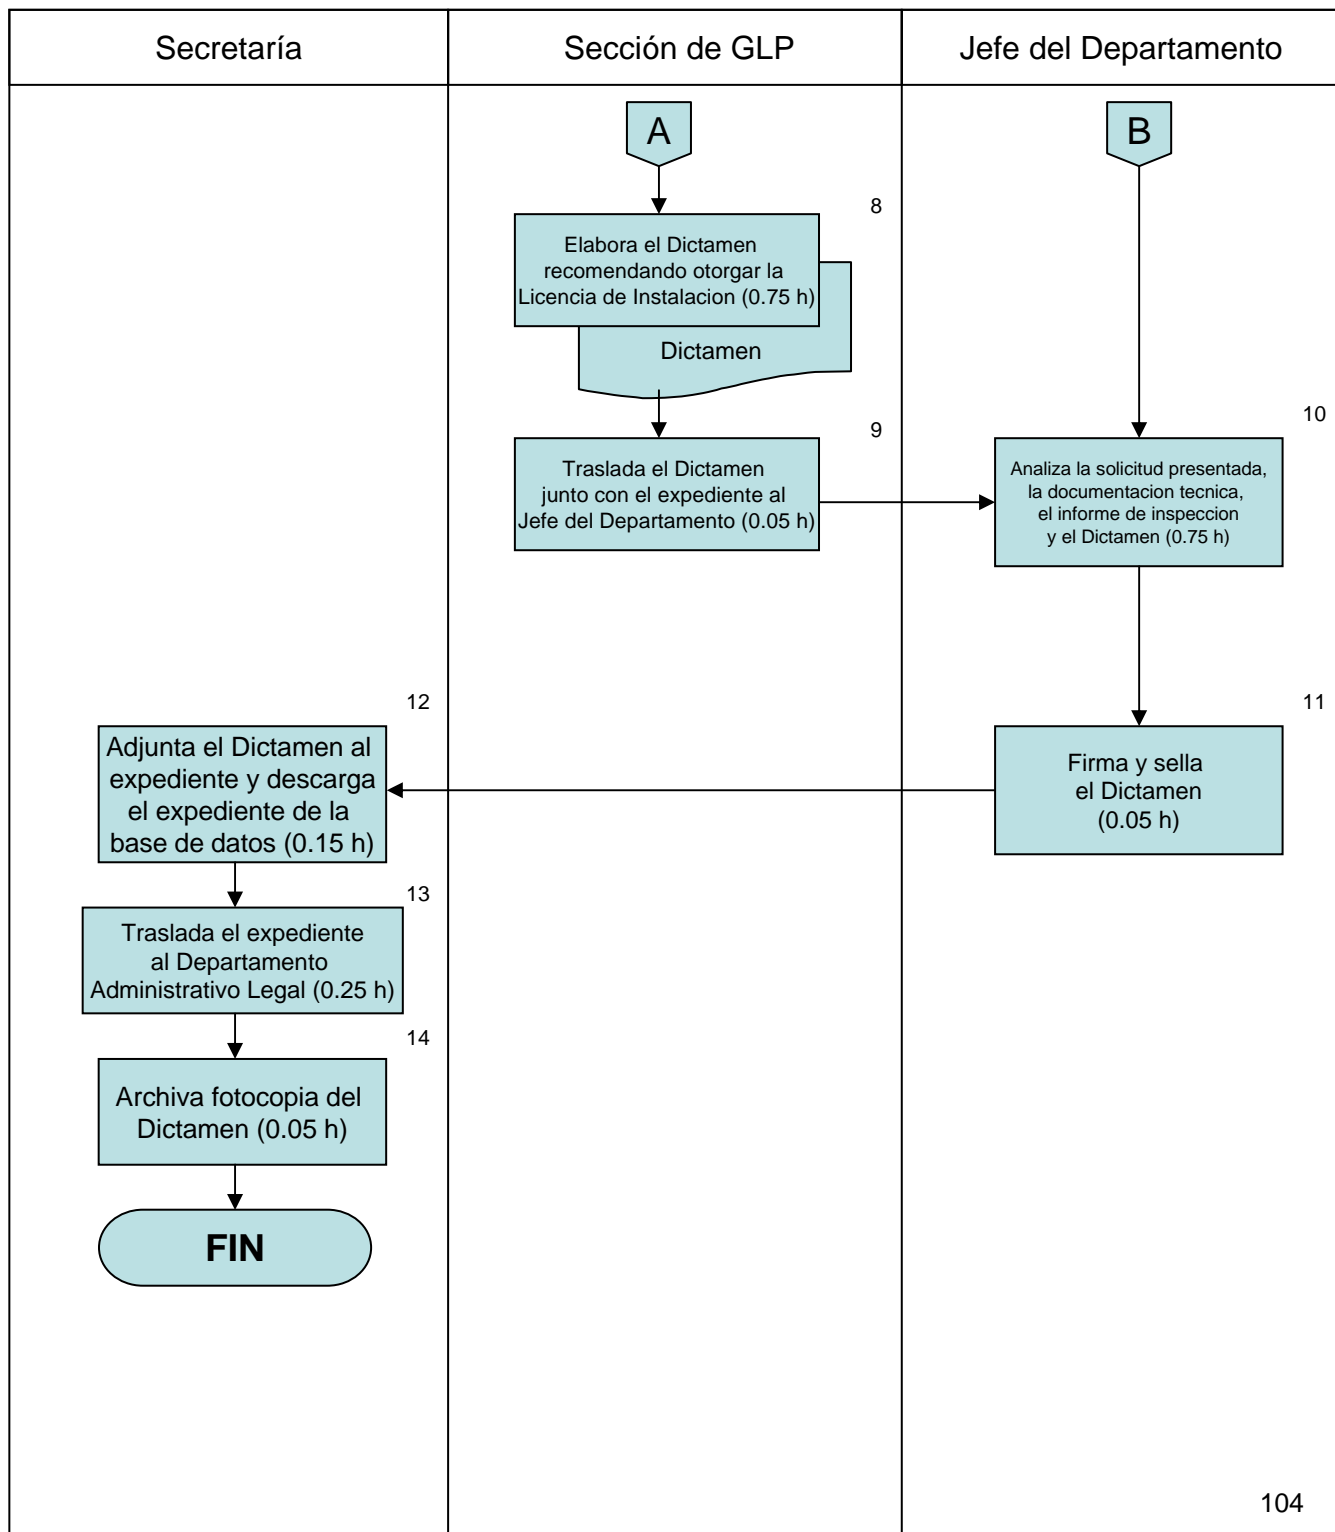 Secretaría
Sección de GLP
Jefe del Departamento
A
B
8
Elabora el Dictamen
recomendando otorgar la
Licencia de Instalacion (0.75 h)
Dictamen
9
Traslada el Dictamen
junto con el expediente al
Jefe del Departamento (0.05 h)
10
Analiza la solicitud presentada,
la documentacion tecnica,
el informe de inspeccion
y el Dictamen (0.75 h)
11
Firma y sella
el Dictamen
(0.05 h)
12
Adjunta el Dictamen al
expediente y descarga
el expediente de la
base de datos (0.15 h)
13
Traslada el expediente
al Departamento
Administrativo Legal (0.25 h)
14
Archiva fotocopia del
Dictamen (0.05 h)
FIN
104